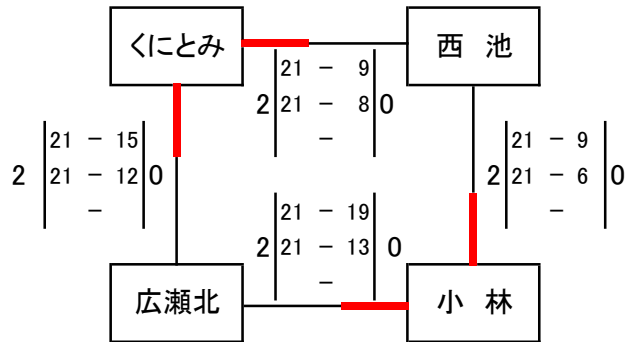 くにとみ
西 池
21 － 9
2 21 － 8 0
－
21 － 15
2 21 － 12 0
－
21 － 9
2 21 － 6 0
－
21 － 19
2 21 － 13 0
－
広瀬北
小 林